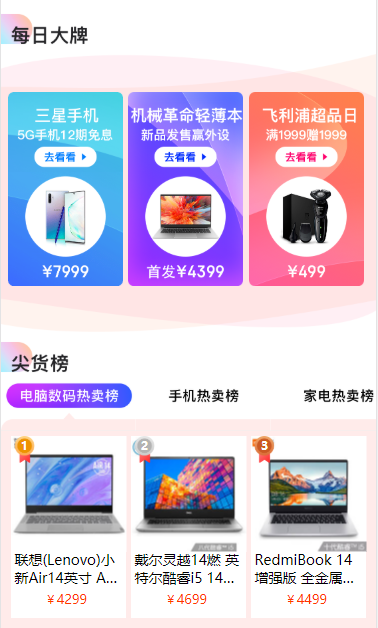 每日大牌
三星手机
5G手机12期免息
去看看
¥7999
机械革命轻薄本
新品发售赢外设
去看看
首发¥4399
飞利浦超品日
满1999赠1999
去看看
¥499
尖货榜
电脑数码热卖榜
手机热卖榜
家电热卖榜
1
联想(Lenovo)小
新Air14英寸 A...
¥4299
2
戴尔灵越14燃 英
特尔酷睿i5 14...
¥4699
3
RedmiBook 14
增强版 全金属...
¥4499